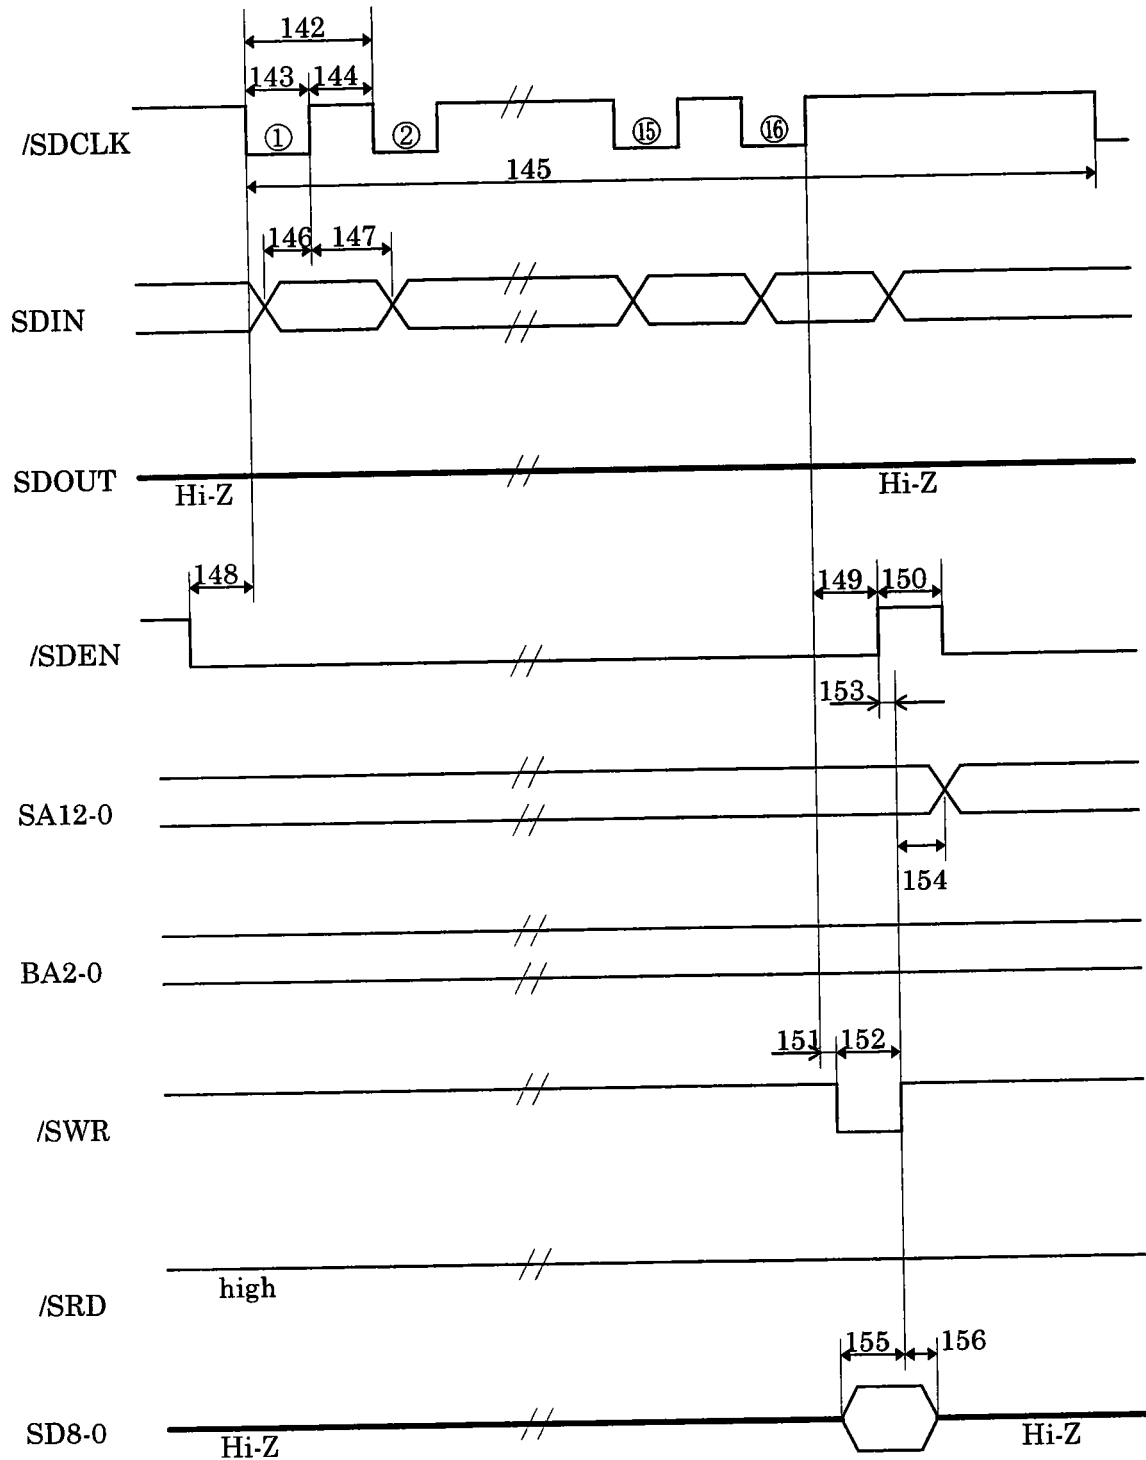 142
143 144
/SDCLK ① ② ⑮ ⑯
145
146 147
SDIN
SDOUT Hi-Z Hi-Z
148 149 150
/SDEN
153
SA12-0
154
BA2-0
151 152
/SWR
/SRD high
155 156
SD8-0 Hi-Z Hi-Z